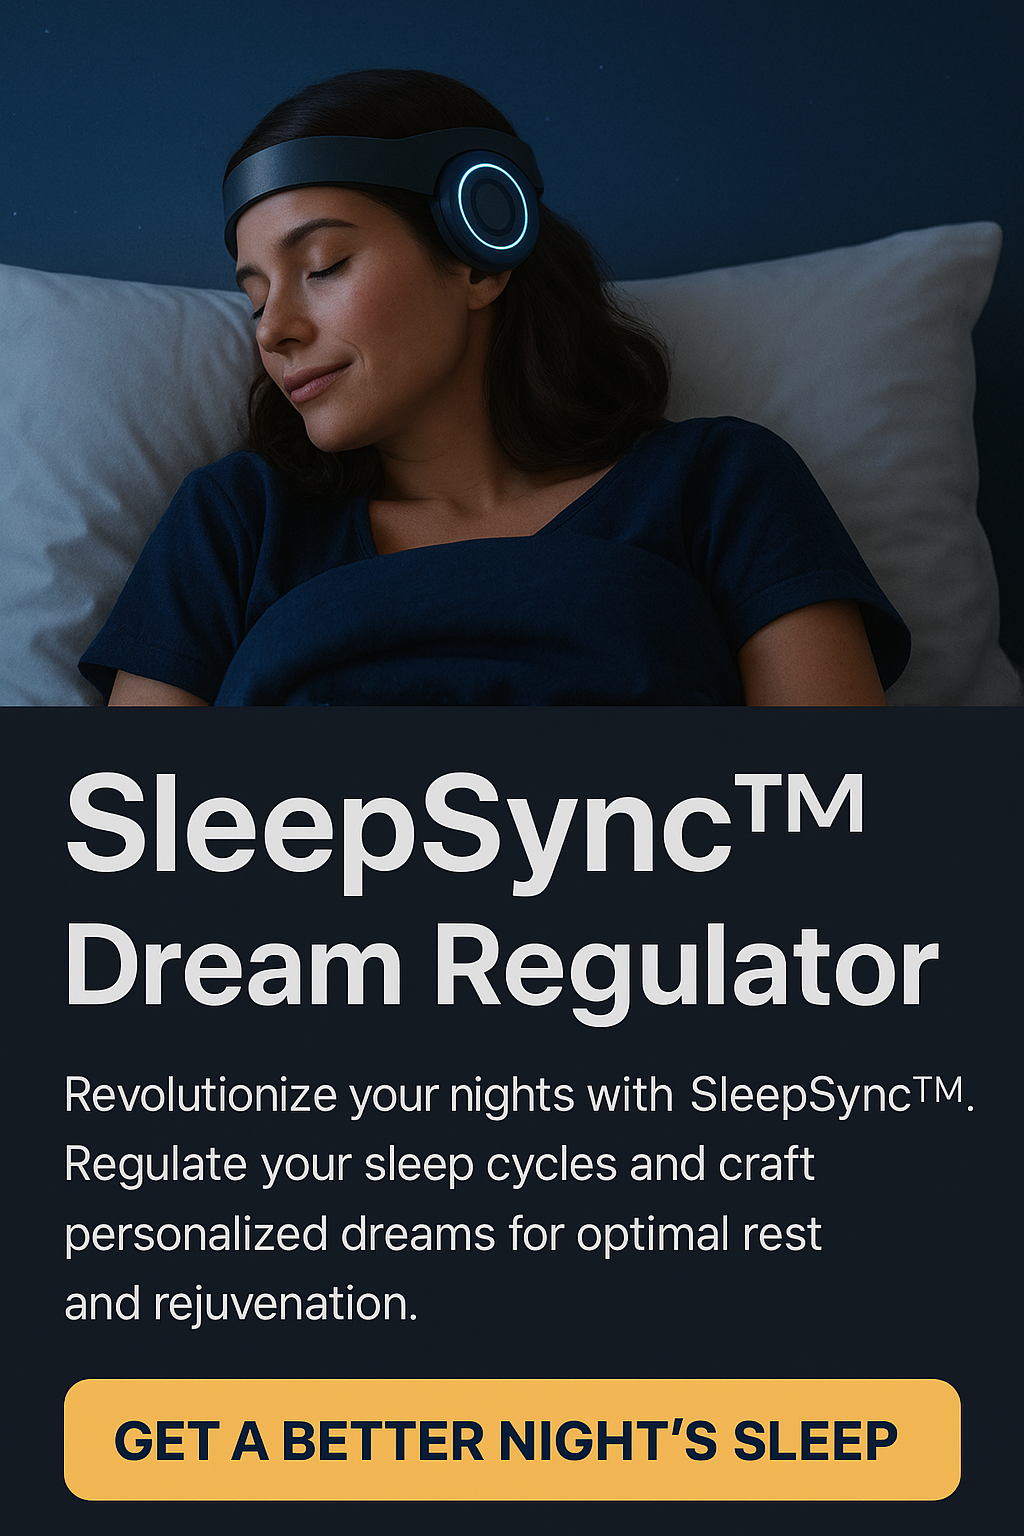 SleepSync™
Dream Regulator
Revolutionize your nights with SleepSync™.
Regulate your sleep cycles and craft
personalized dreams for optimal rest
and rejuvenation.
GET A BETTER NIGHT’S SLEEP